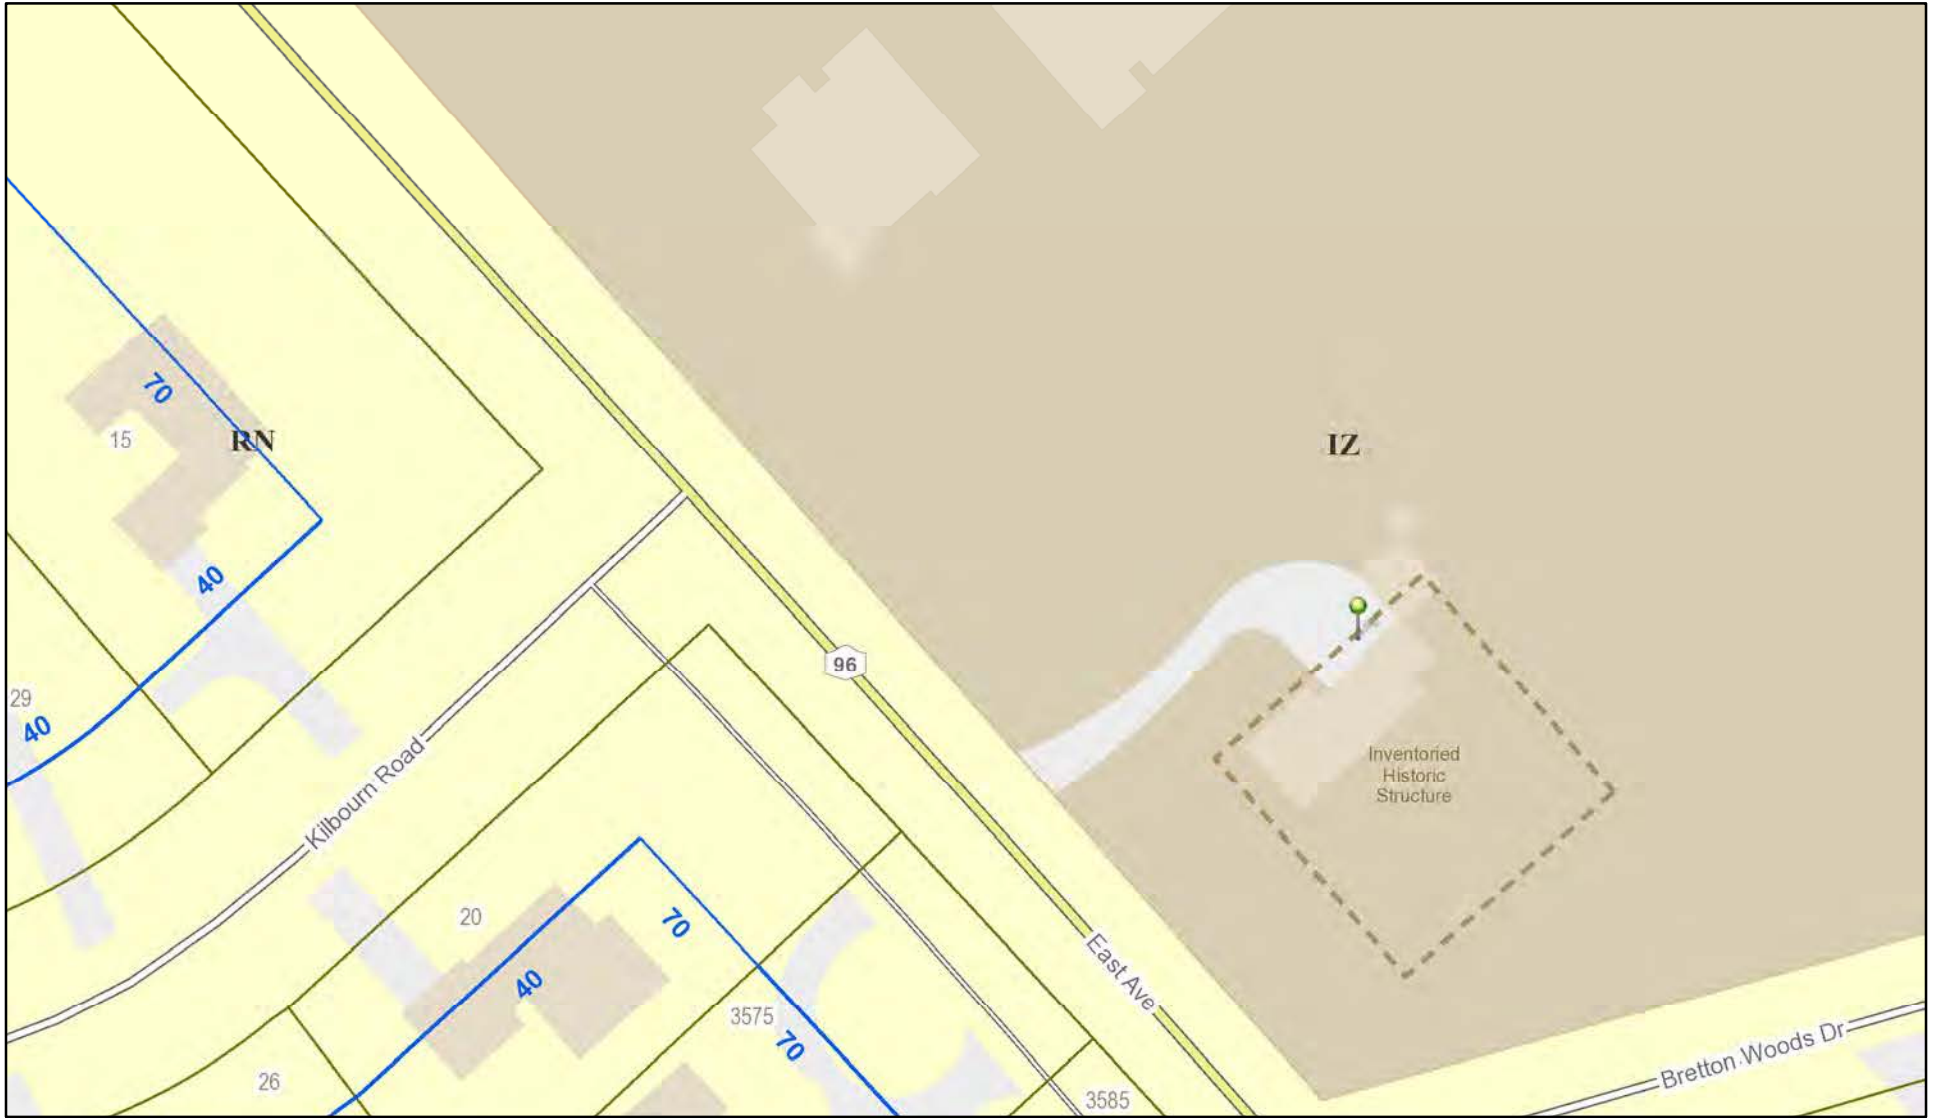 70
15
RN
IZ
40
96
29
40
Kilbourn Road
Inventoried
Historic
Structure
20
70
40
3575
70
East Ave
26
3585
Bretton Woods Dr